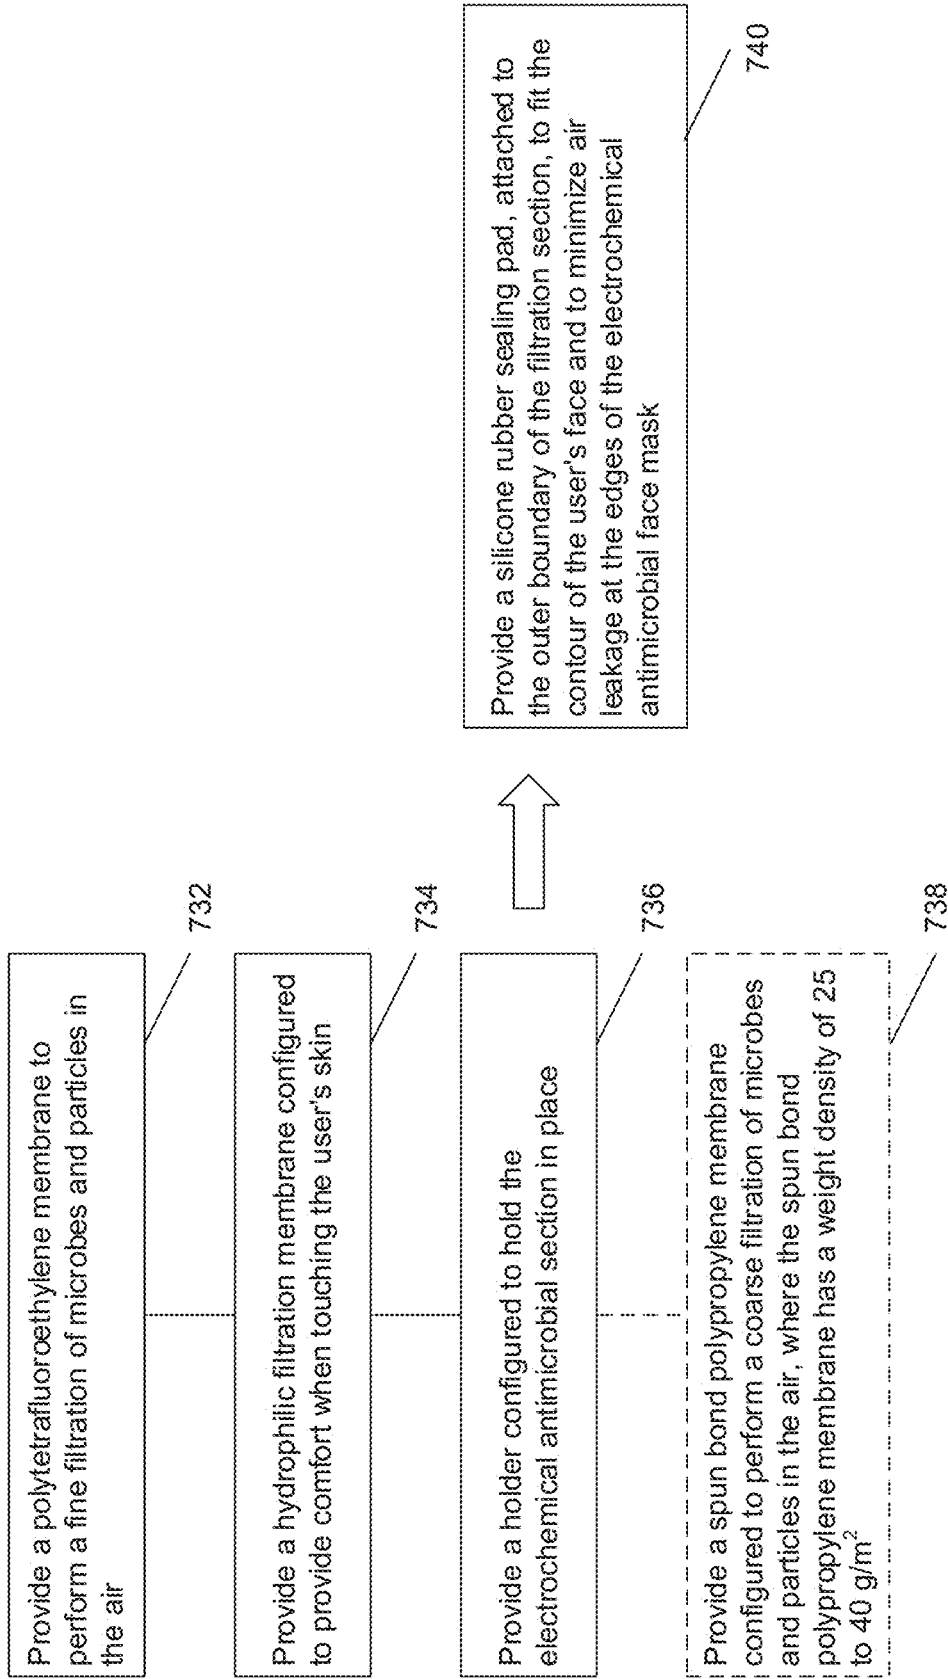 Provide a polytetrafluoroethylene membrane to
perform a fine filtration of microbes and particles in
the air
732
Provide a hydrophilic filtration membrane configured
to provide comfort when touching the user's skin
734
Provide a holder configured to hold the
electrochemical antimicrobial section in place
736
Provide a spun bond polypropylene membrane
configured to perform a coarse filtration of microbes
and particles in the air, where the spun bond
polypropylene membrane has a weight density of 25
to 40 g/m²
738
Provide a silicone rubber sealing pad, attached to
the outer boundary of the filtration section, to fit the
contour of the user's face and to minimize air
leakage at the edges of the electrochemical
antimicrobial face mask
740